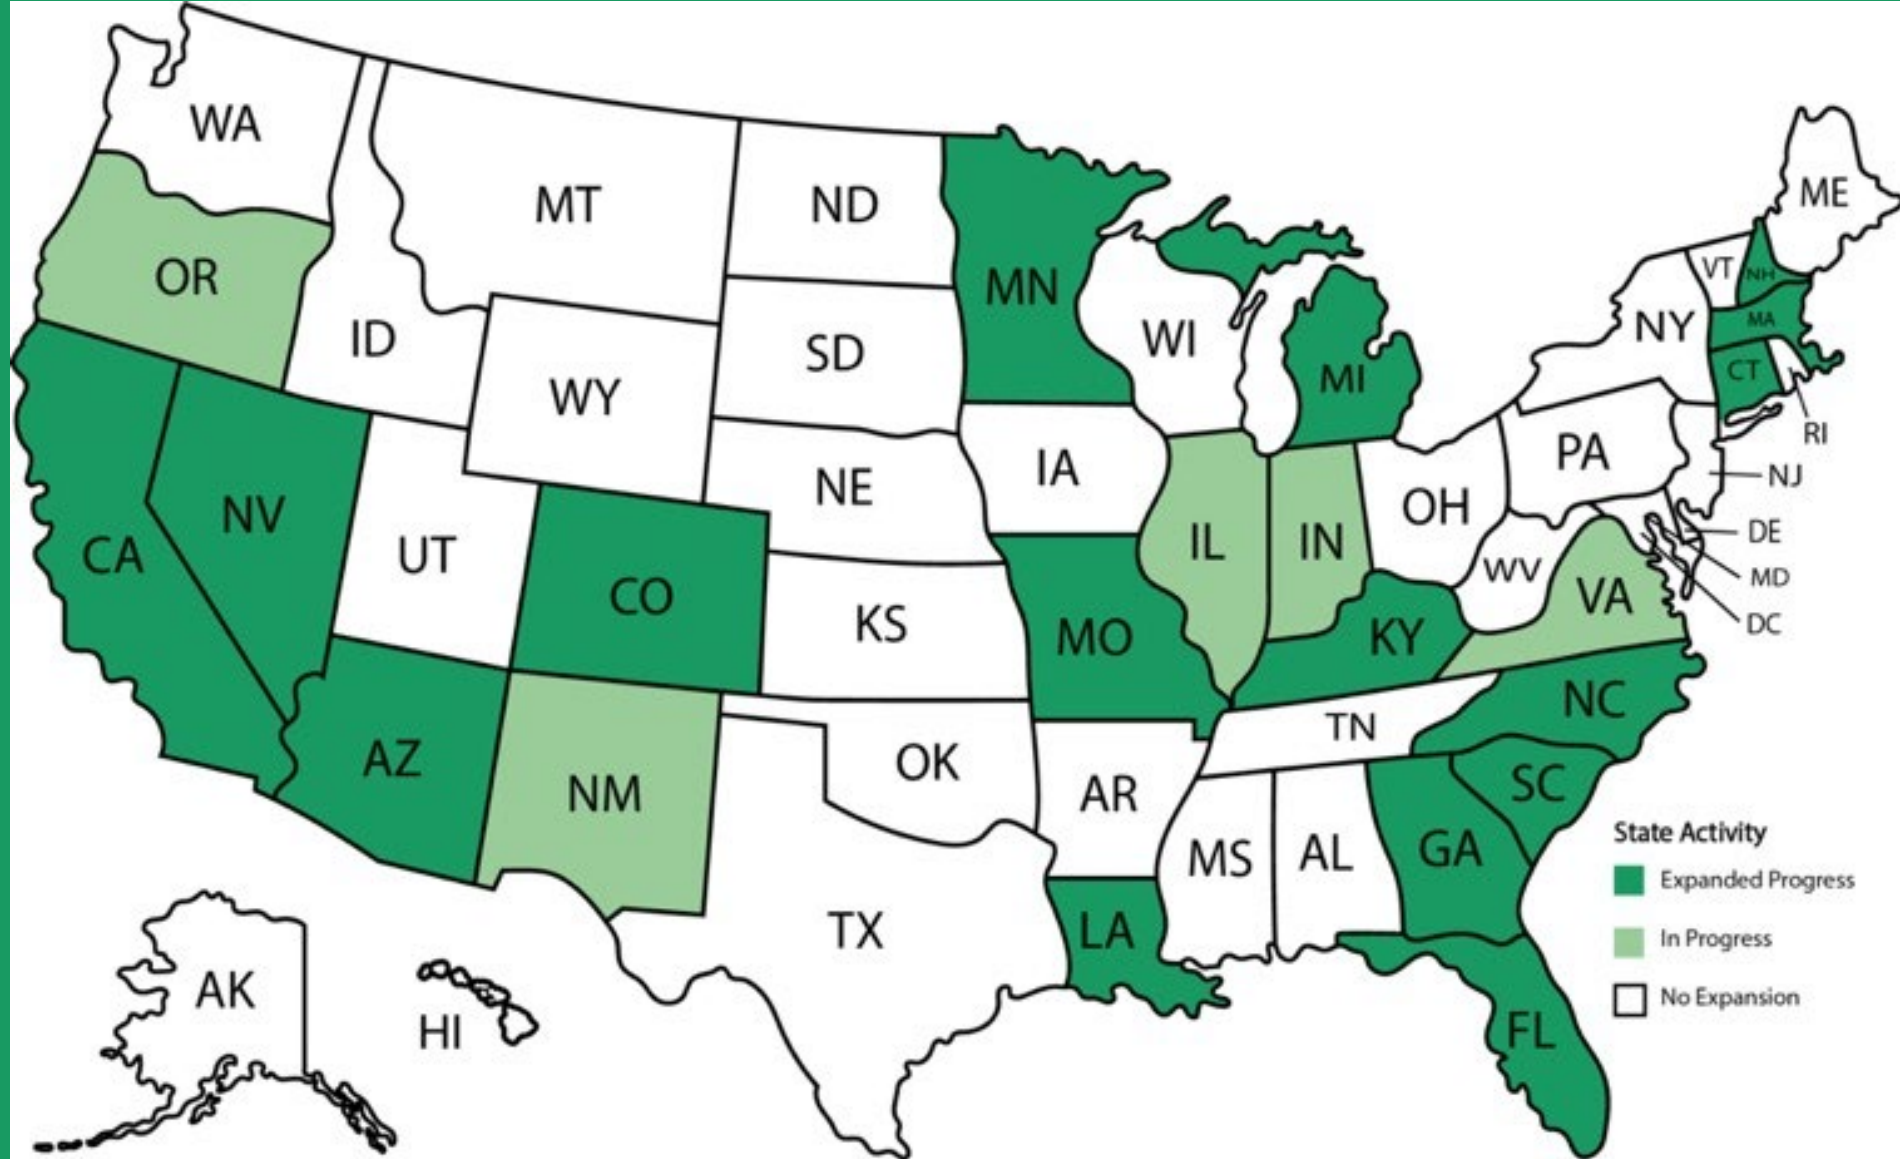 WA
MT
ND
MN
ME
OR
ID
SD
WI
MI
VT
NH
NY
MA
CT
RI
WY
IA
NE
PA
NJ
NV
CA
UT
CO
KS
MO
IL
IN
OH
WV
VA
DE
MD
DC
KY
NC
TN
AZ
NM
OK
AR
SC
MS
AL
GA
LA
TX
FL
AK
HI
State Activity
Expanded Progress
In Progress
No Expansion